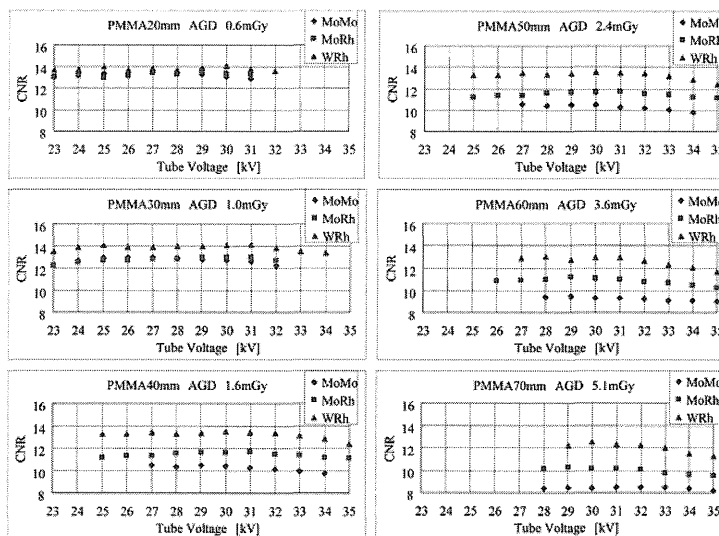 PMMA20mm AGD 0.6mGy
MoMo
MoRh
WRh
CNR
16
14
12
10
8
23 24 25 26 27 28 29 30 31 32 33 34 35
Tube Voltage [kV]
PMMA50mm AGD 2.4mGy
MoMo
MoRh
WRh
CNR
16
14
12
10
8
23 24 25 26 27 28 29 30 31 32 33 34 35
Tube Voltage [kV]
PMMA30mm AGD 1.0mGy
MoMo
MoRh
WRh
CNR
16
14
12
10
8
23 24 25 26 27 28 29 30 31 32 33 34 35
Tube Voltage [kV]
PMMA60mm AGD 3.6mGy
MoMo
MoRh
WRh
CNR
16
14
12
10
8
23 24 25 26 27 28 29 30 31 32 33 34 35
Tube Voltage [kV]
PMMA40mm AGD 1.6mGy
MoMo
MoRh
WRh
CNR
16
14
12
10
8
23 24 25 26 27 28 29 30 31 32 33 34 35
Tube Voltage [kV]
PMMA70mm AGD 5.1mGy
MoMo
MoRh
WRh
CNR
16
14
12
10
8
23 24 25 26 27 28 29 30 31 32 33 34 35
Tube Voltage [kV]